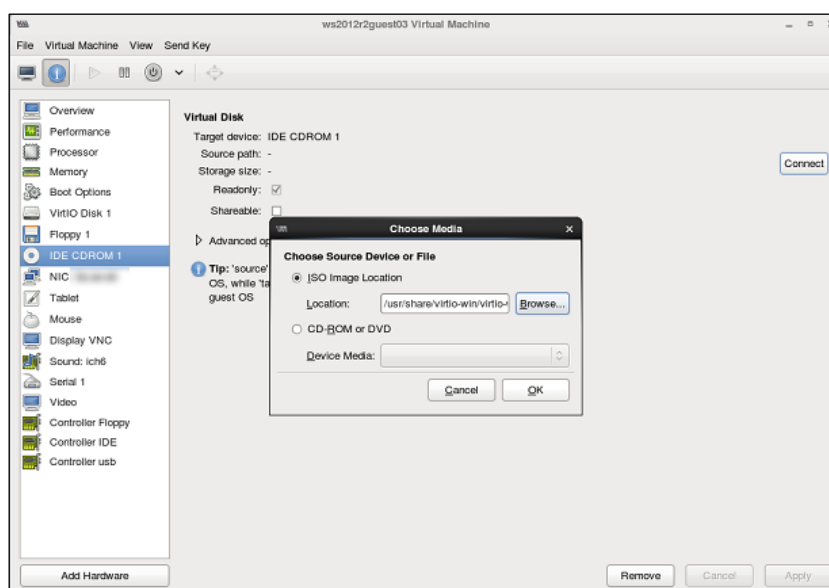 ws2012r2guest03 Virtual Machine
File Virtual Machine View Send Key
Overview
Performance
Processor
Memory
Boot Options
VirtIO Disk 1
Floppy 1
IDE CDROM 1
NIC
Tablet
Mouse
Display VNC
Sound: ich6
Serial 1
Video
Controller Floppy
Controller IDE
Controller usb
Add Hardware
Virtual Disk
Target device: IDE CDROM 1
Source path: -
Storage size: -
Readonly:
Shareable:
Connect
Advanced op
Tip: 'source'
OS, while 'ta
guest OS
Choose Media
Choose Source Device or File
ISO Image Location
Location: /usr/share/virtio-win/virtio- Browse...
CD-ROM or DVD
Device Media:
Cancel OK
Remove Cancel Apply